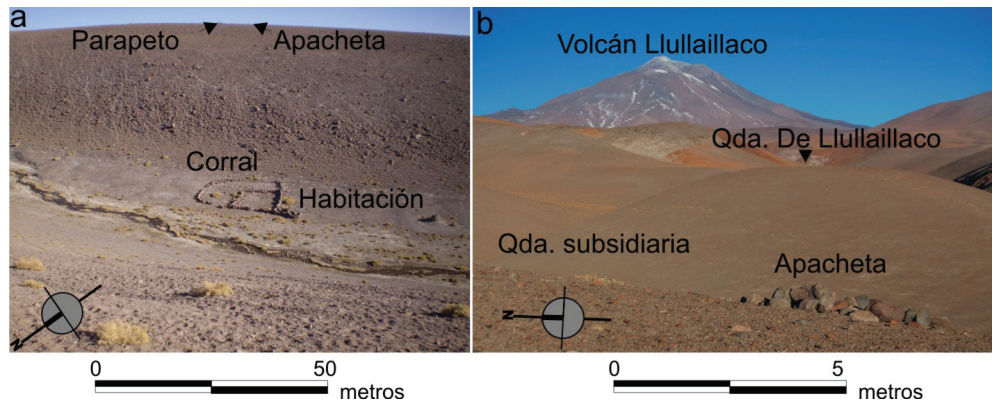 a
Parapeto
Apacheta
Corral
Habitación
N
0
50
metros
b
Volcán Llullaillaco
Qda. De Llullaillaco
Qda. subsidiaria
Apacheta
N
0
5
metros